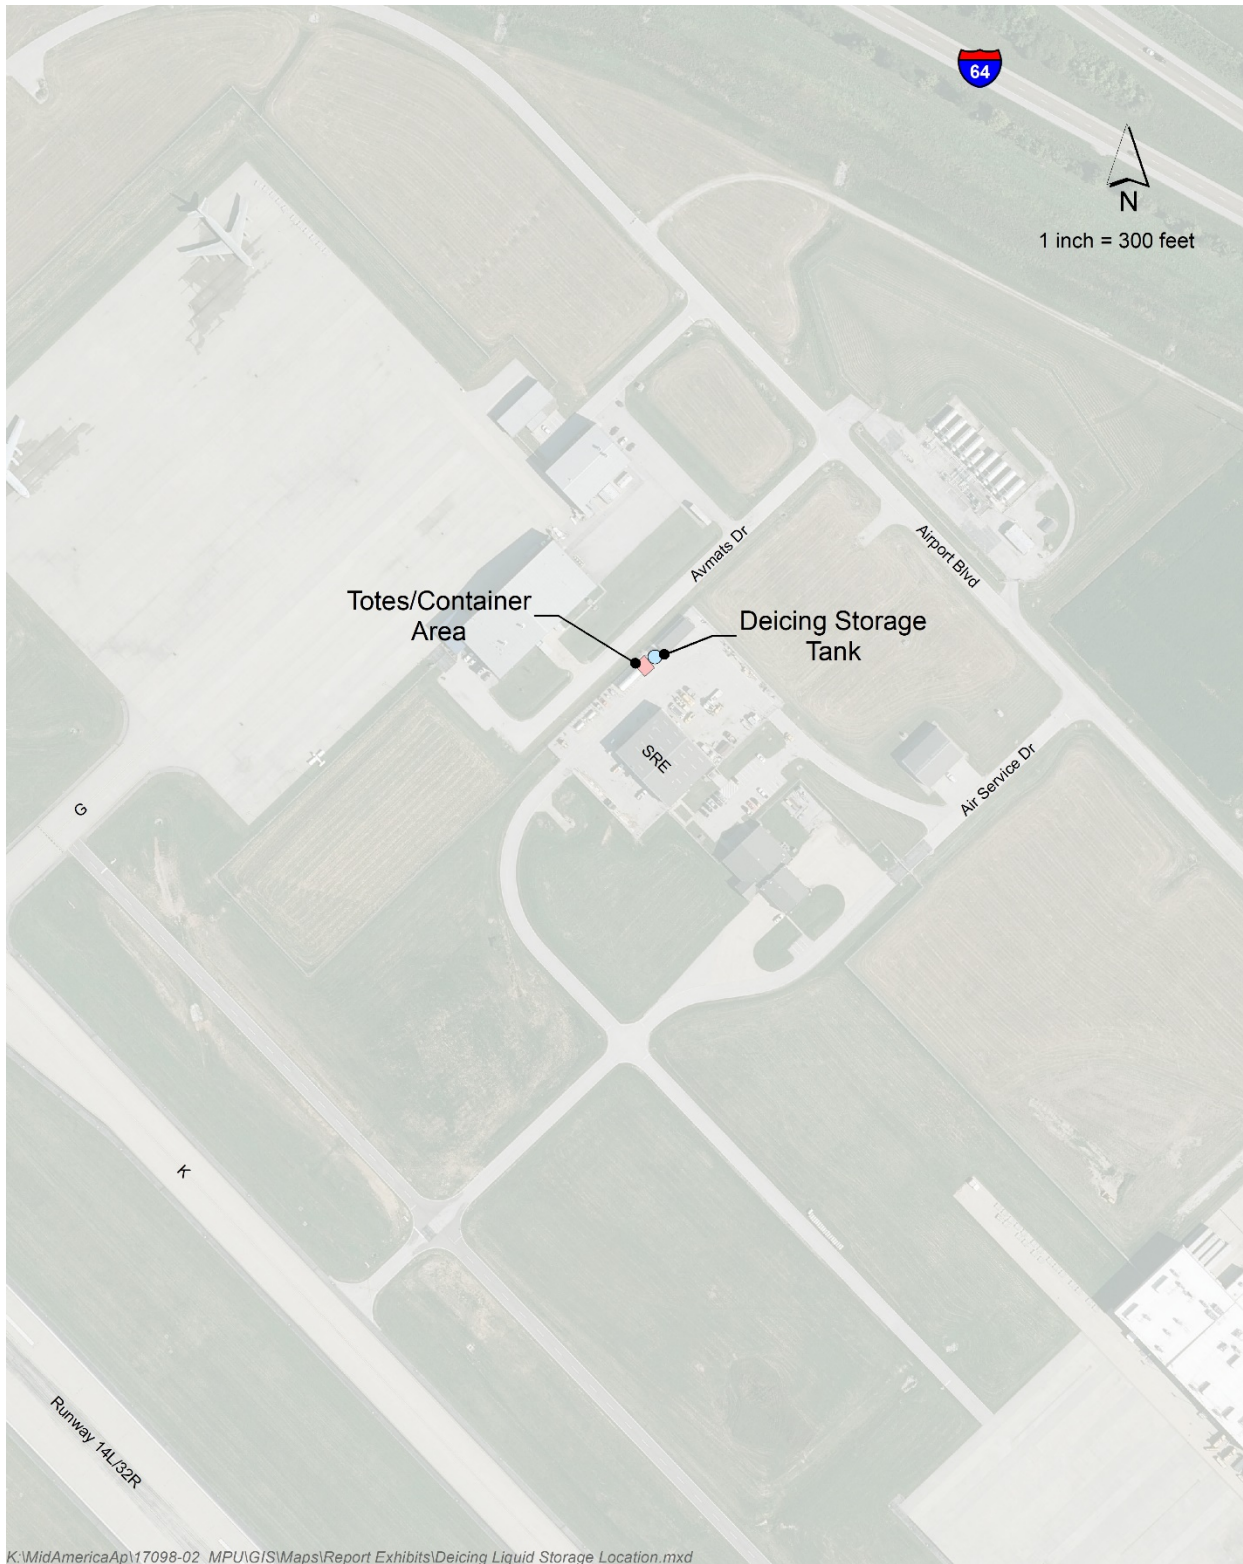 64
N
1 inch = 300 feet
Avmats Dr
Airport Blvd
Totes/Container
Area
Deicing Storage
Tank
SRE
Air Service Dr
G
K
Runway 14L/32R
K:\MidAmericaAp\17098-02_MPU\GIS\Maps\Report Exhibits\Deicing Liquid Storage Location.mxd